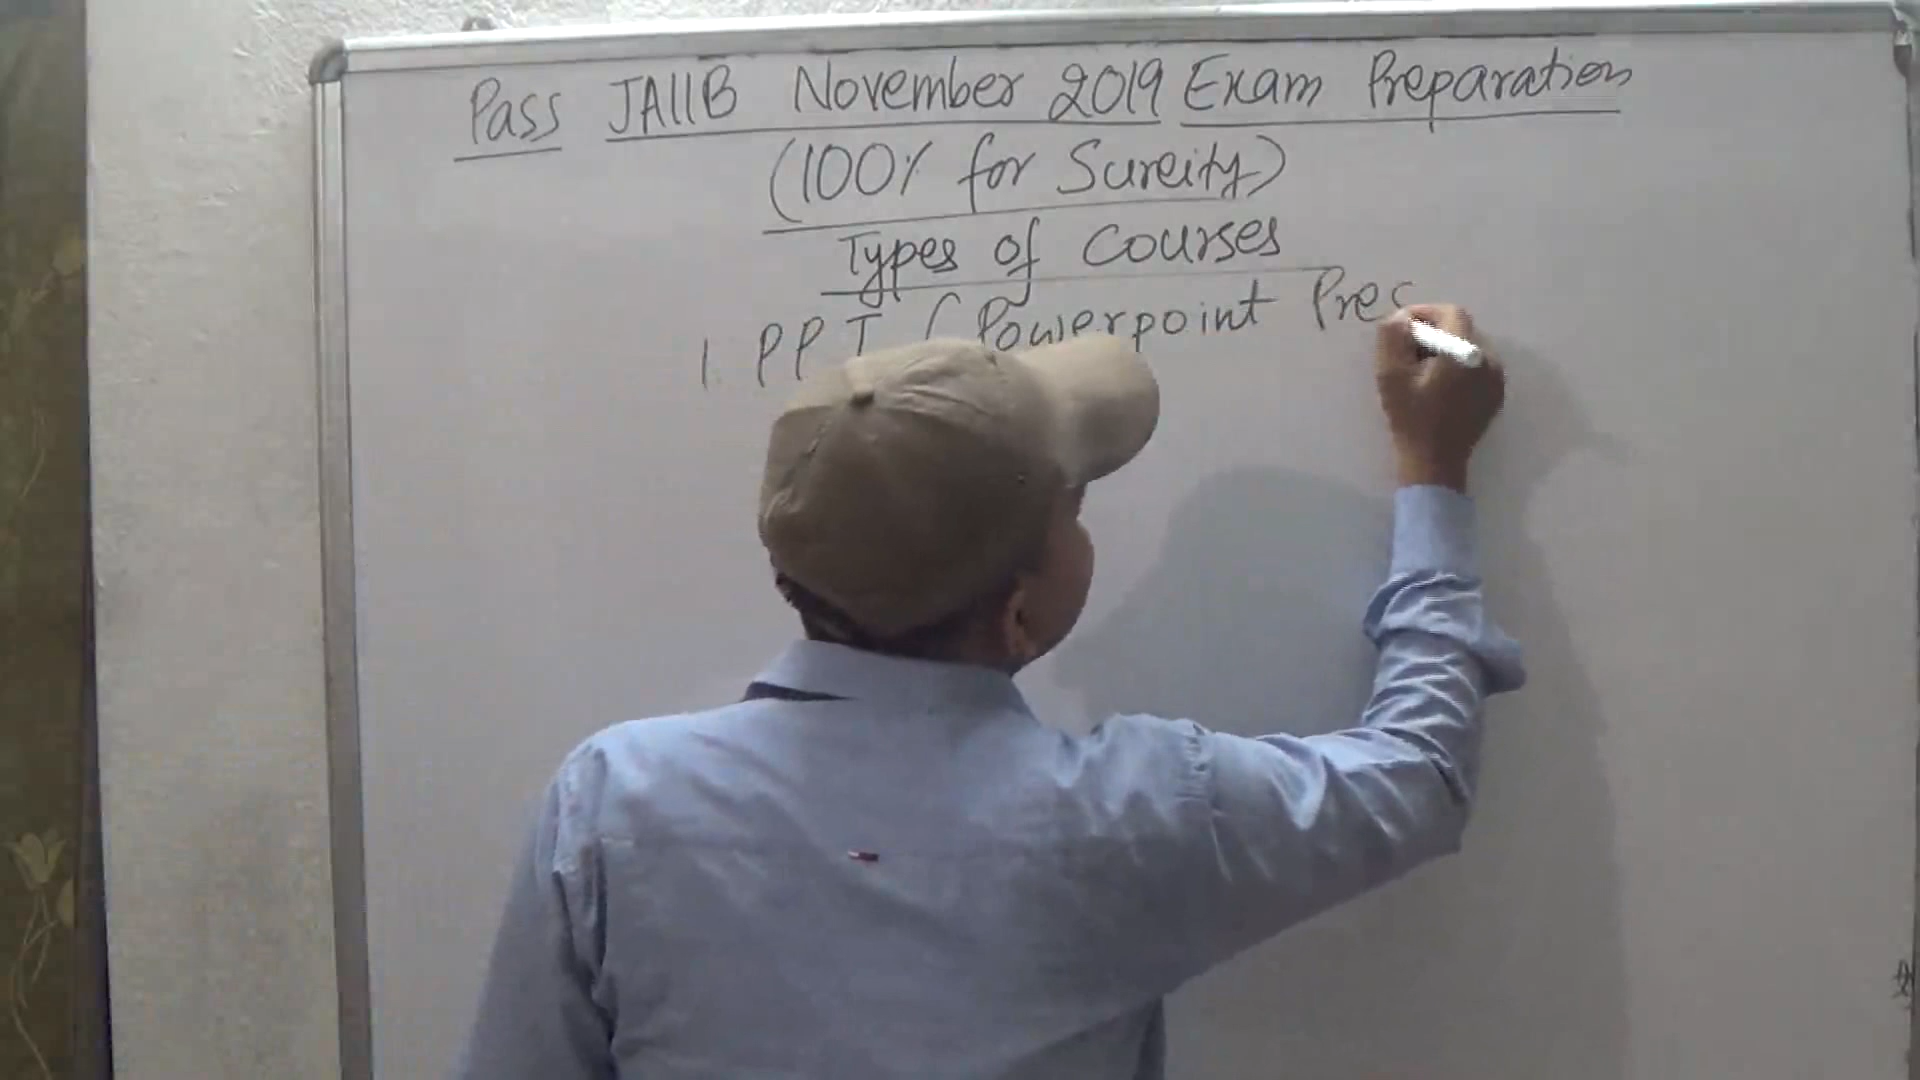 Pass JAIIB November 2019 Exam Preparation
(100% for Sureity)
Types of Courses
1. PPT (Powerpoint Pres